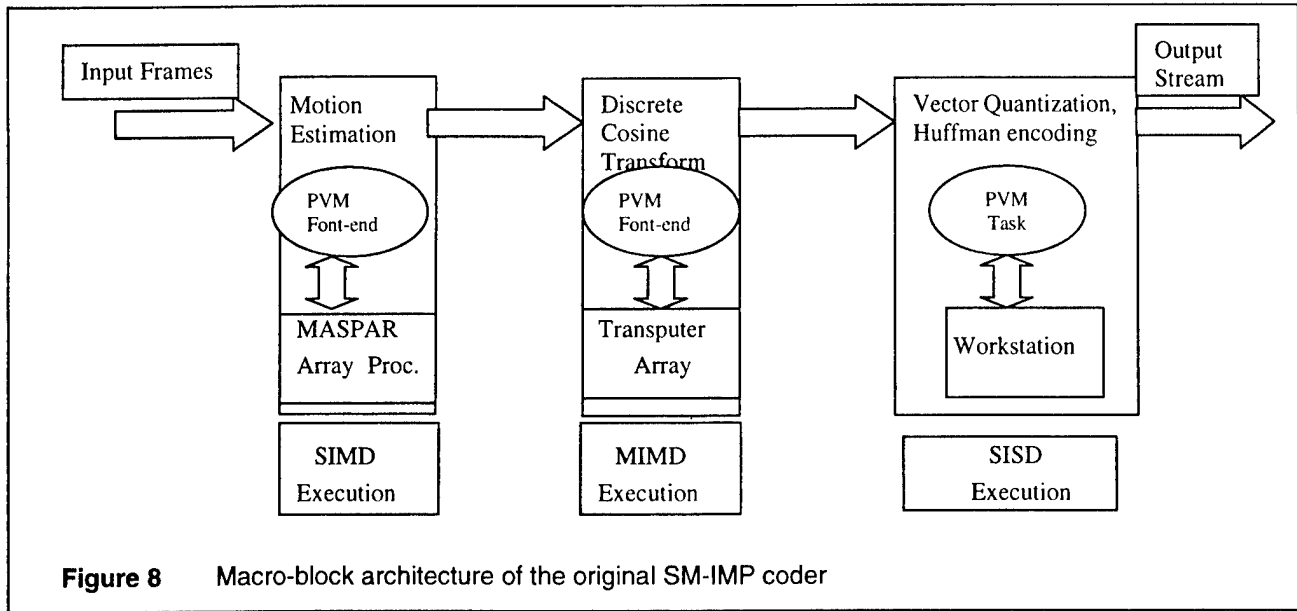 Input Frames
Output
Stream
Motion
Estimation
Discrete
Cosine
Transform
Vector Quantization,
Huffman encoding
PVM
Font-end
PVM
Font-end
PVM
Task
MASPAR
Array Proc.
Transputer
Array
Workstation
SIMD
Execution
MIMD
Execution
SISD
Execution
Figure 8 Macro-block architecture of the original SM-IMP coder